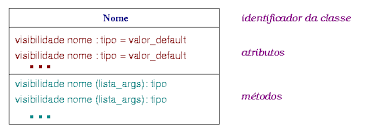 Nome
identificador da classe
visibilidade nome : tipo = valor_default
visibilidade nome : tipo = valor_default
...
atributos
visibilidade nome (lista_args): tipo
visibilidade nome (lista_args): tipo
...
métodos